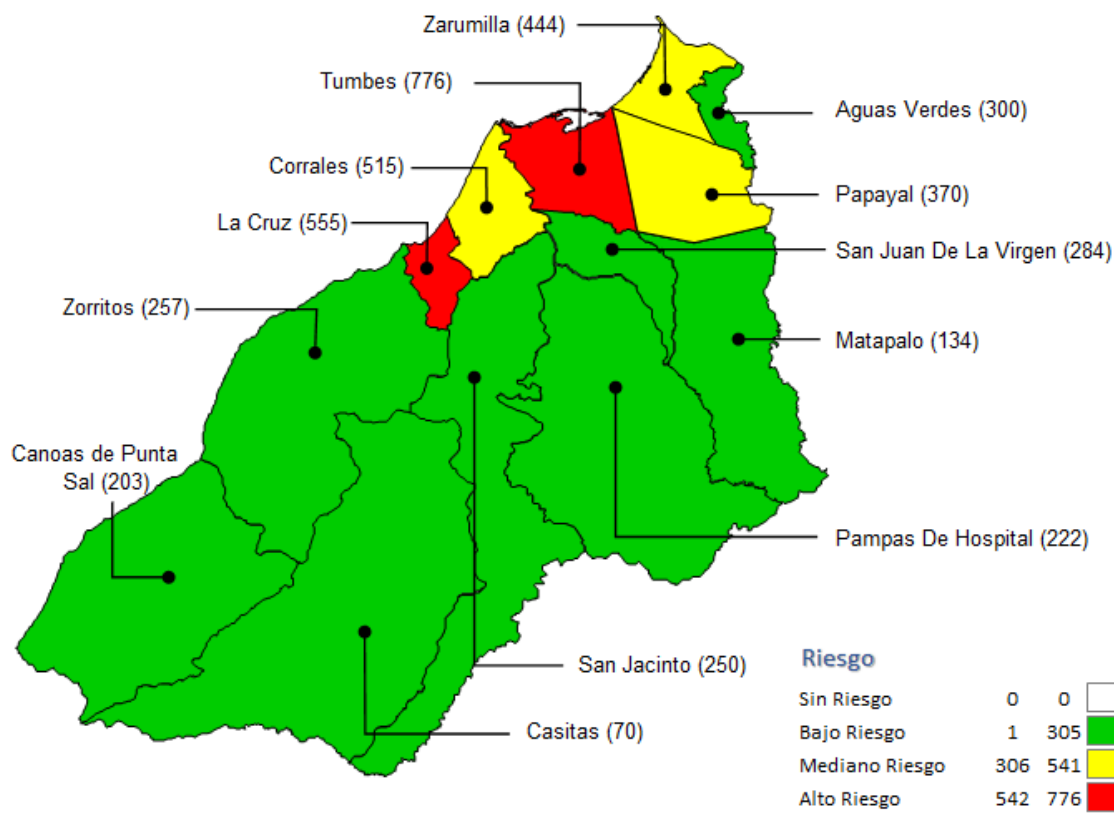 Zarumilla (444)
Tumbes (776)
Aguas Verdes (300)
Corrales (515)
Papayal (370)
La Cruz (555)
San Juan De La Virgen (284)
Zorritos (257)
Matapalo (134)
Canoas de Punta
Sal (203)
Pampas De Hospital (222)
San Jacinto (250)
Casitas (70)
Riesgo
Sin Riesgo 0 0
Bajo Riesgo 1 305
Mediano Riesgo 306 541
Alto Riesgo 542 776